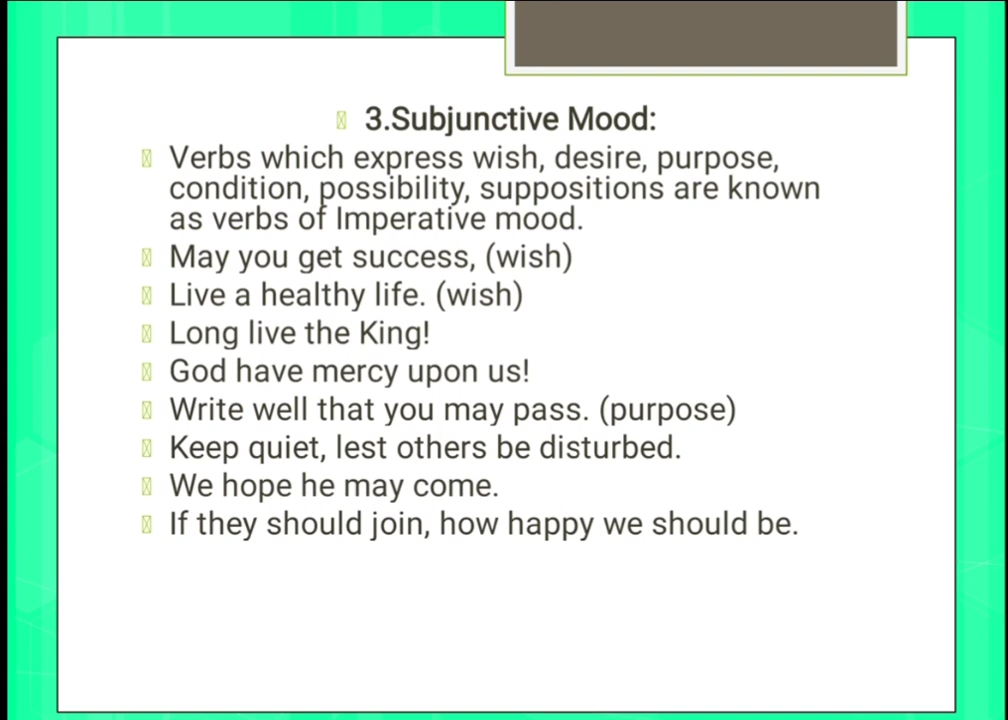 3.Subjunctive Mood:
Verbs which express wish, desire, purpose,
condition, possibility, suppositions are known
as verbs of Imperative mood.
May you get success, (wish)
Live a healthy life. (wish)
Long live the King!
God have mercy upon us!
Write well that you may pass. (purpose)
Keep quiet, lest others be disturbed.
We hope he may come.
If they should join, how happy we should be.